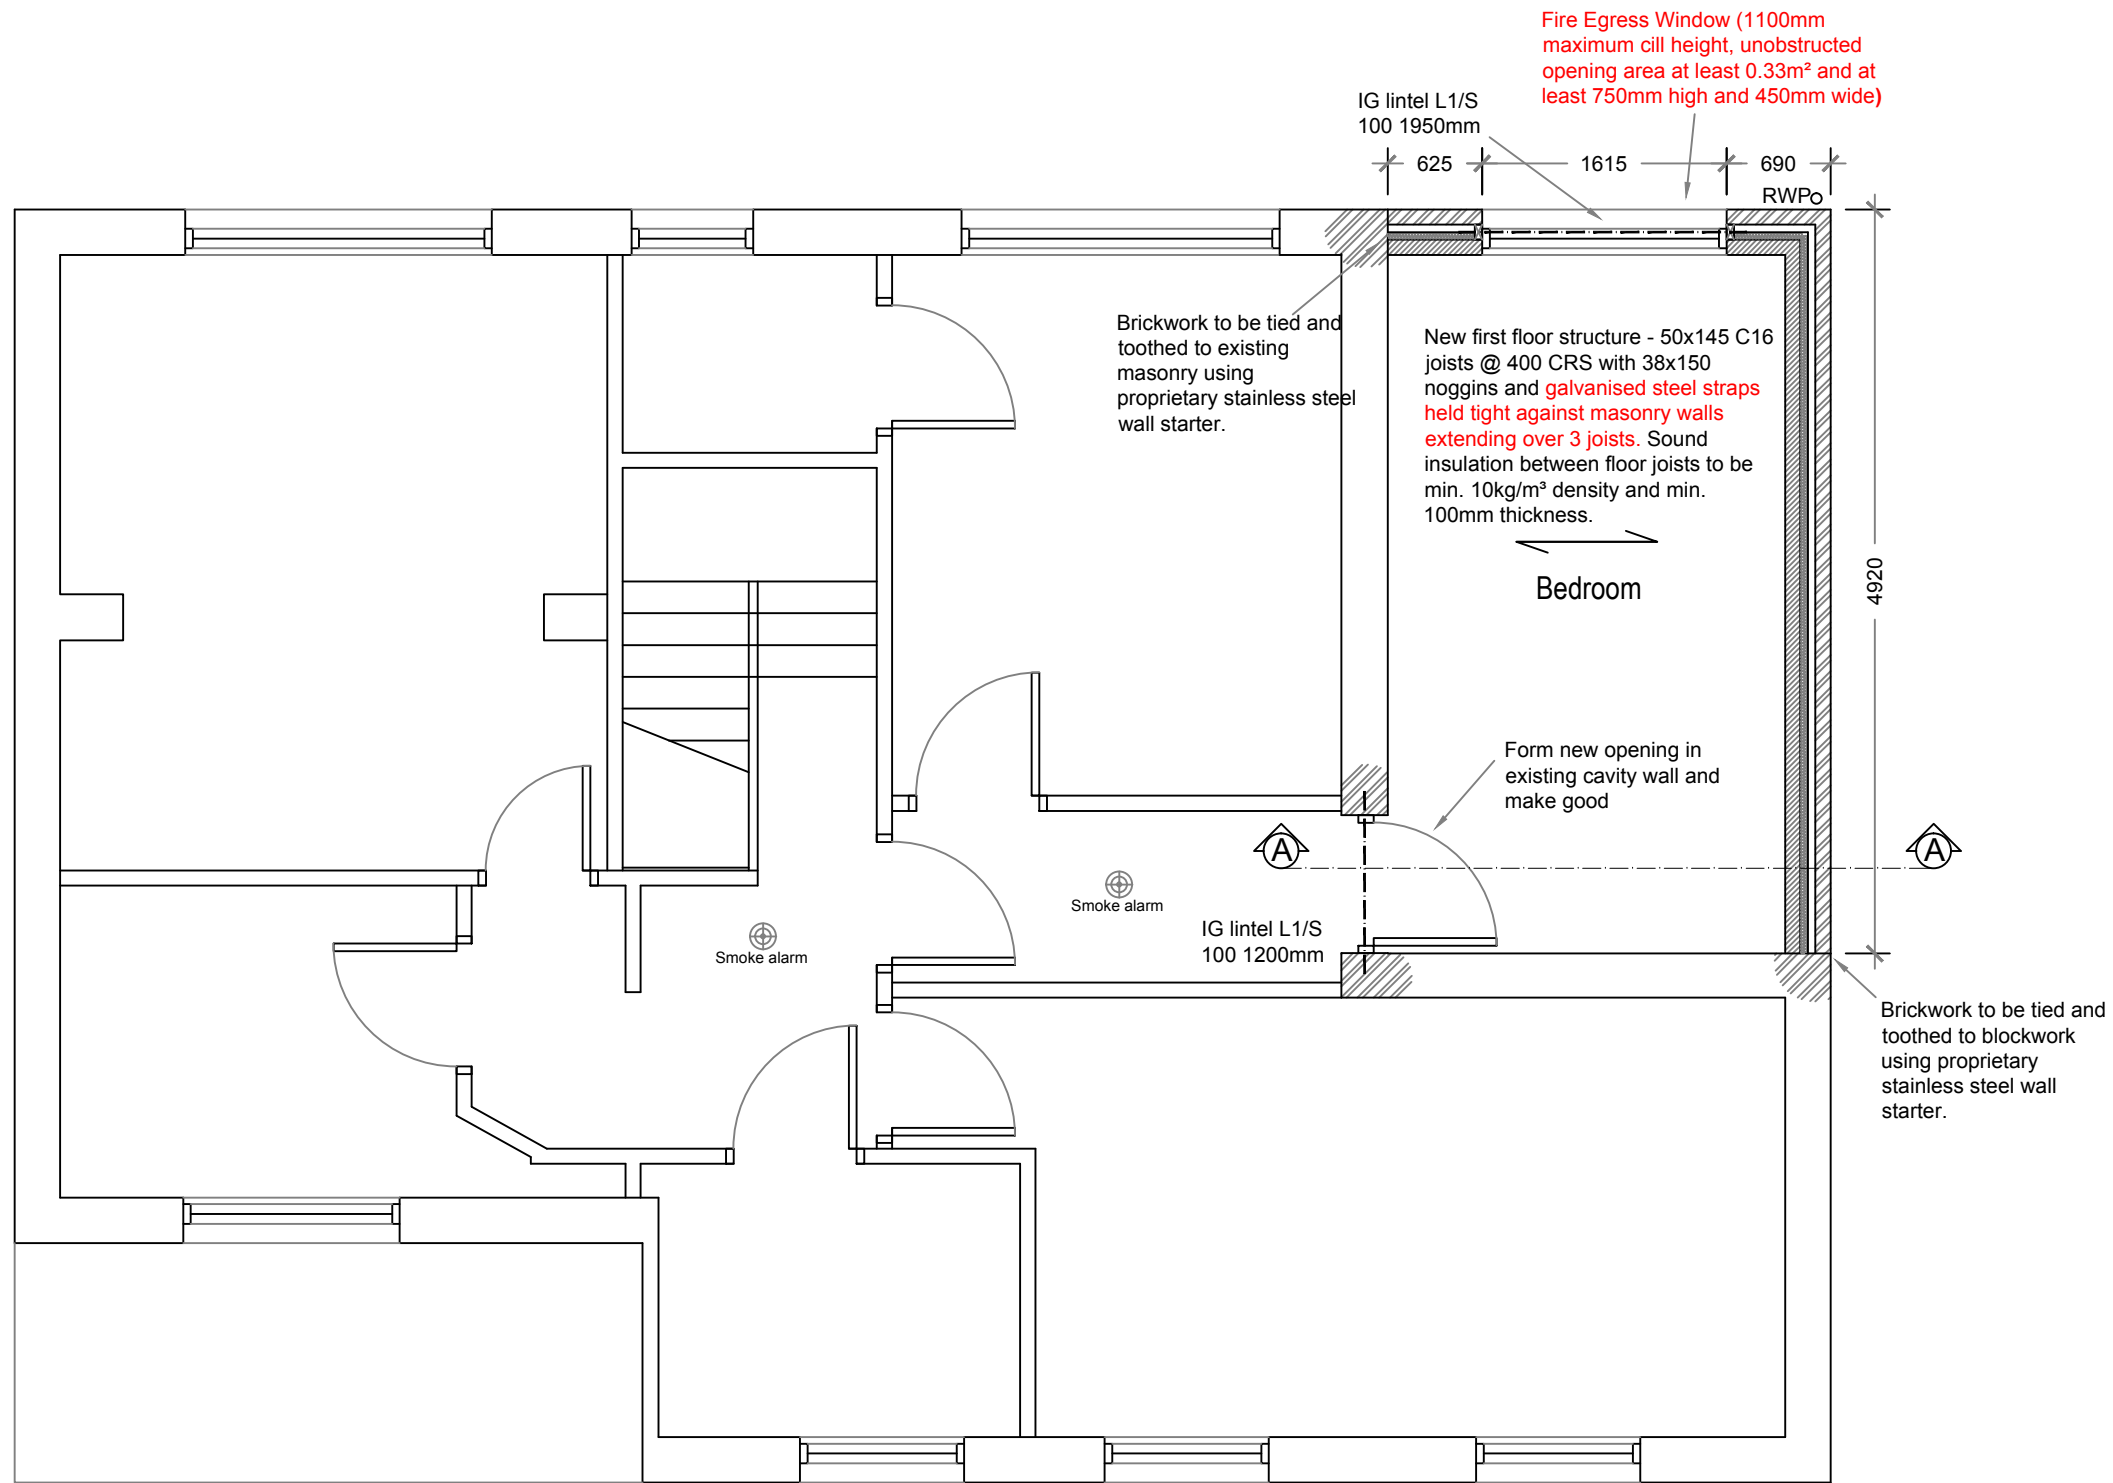 Fire Egress Window (1100mm
maximum cill height, unobstructed
opening area at least 0.33m² and at
least 750mm high and 450mm wide)
IG lintel L1/S
100 1950mm
625
1615
690
RWP
Brickwork to be tied and
toothed to existing
masonry using
proprietary stainless steel
wall starter.
New first floor structure - 50x145 C16
joists @ 400 CRS with 38x150
noggins and galvanised steel straps
held tight against masonry walls
extending over 3 joists. Sound
insulation between floor joists to be
min. 10kg/m³ density and min.
100mm thickness.
Bedroom
4920
Form new opening in
existing cavity wall and
make good
A
A
Smoke alarm
Smoke alarm
IG lintel L1/S
100 1200mm
Brickwork to be tied and
toothed to blockwork
using proprietary
stainless steel wall
starter.